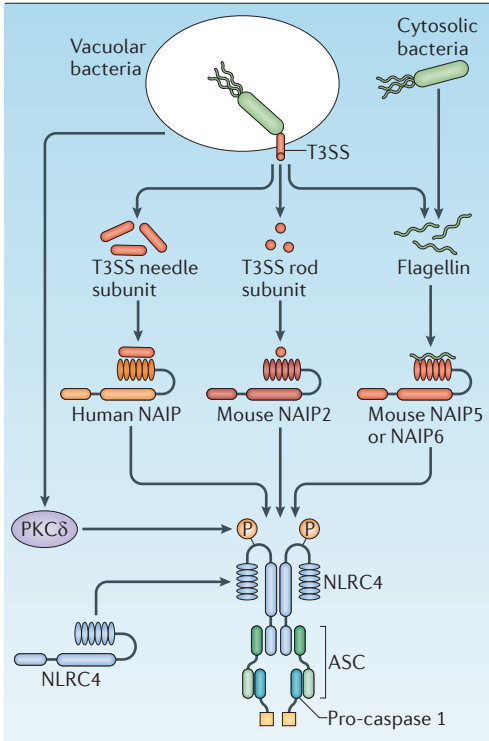 Vacuolar
bacteria
Cytosolic
bacteria
T3SS
T3SS needle
subunit
T3SS rod
subunit
Flagellin
Human NAIP
Mouse NAIP2
Mouse NAIP5
or NAIP6
PKCδ
P
P
NLRC4
NLRC4
ASC
Pro-caspase 1